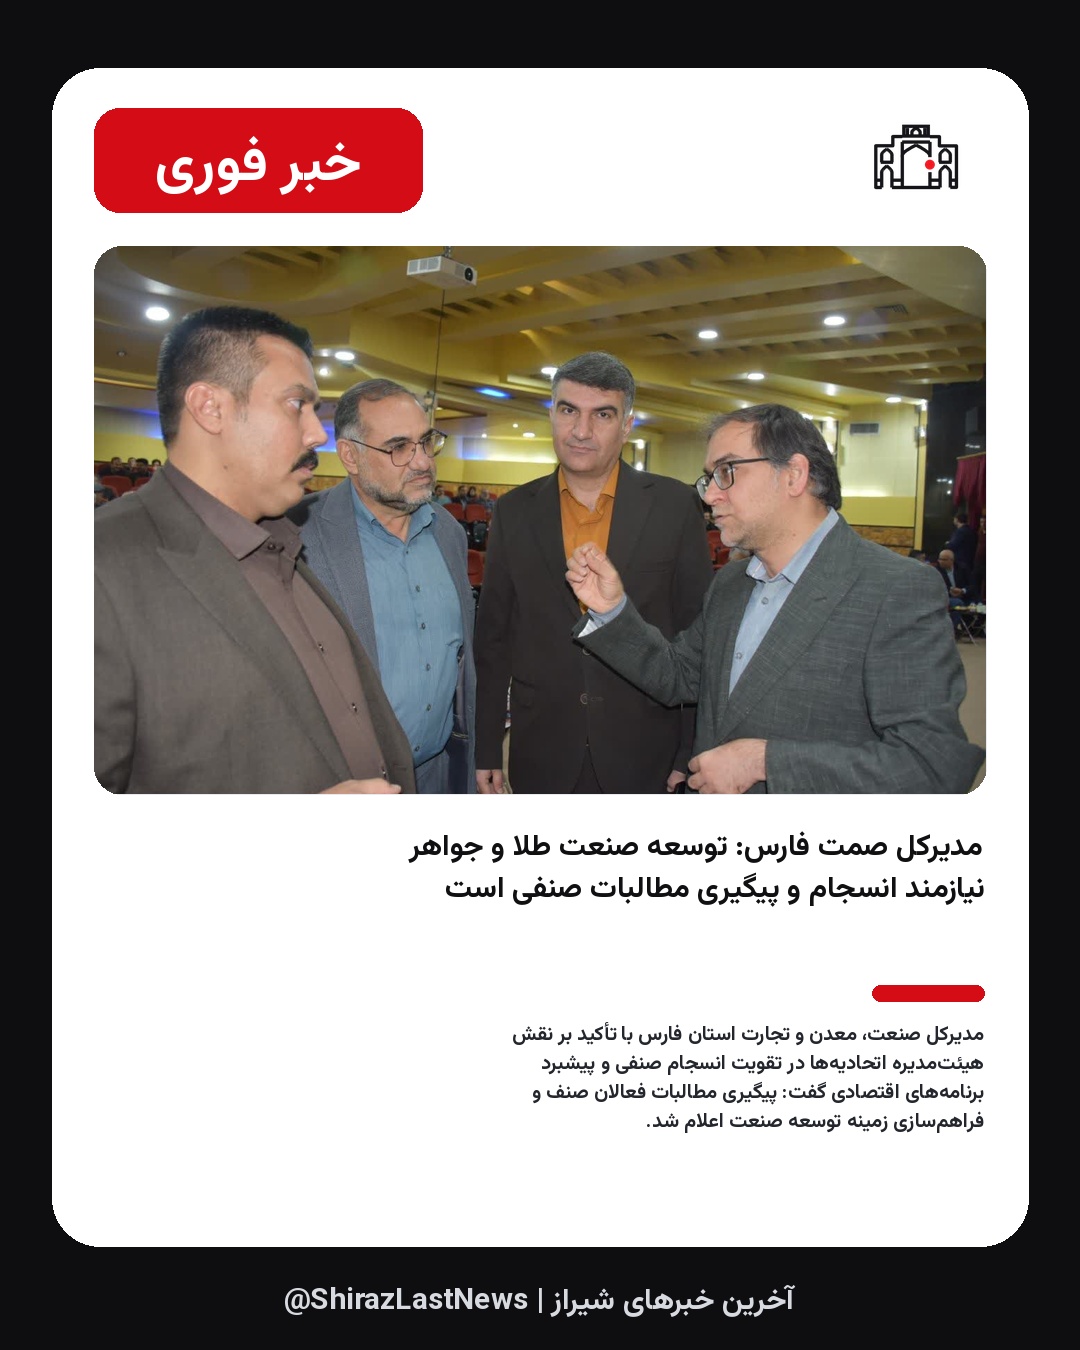 خبر فوری
مدیرکل صمت فارس: توسعه صنعت طلا و جواهر
نیازمند انسجام و پیگیری مطالبات صنفی است
مدیرکل صنعت، معدن و تجارت استان فارس با تأکید بر نقش
هیئت‌مدیره اتحادیه‌ها در تقویت انسجام صنفی و پیشبرد
برنامه‌های اقتصادی گفت: پیگیری مطالبات فعالان صنف و
فراهم‌سازی زمینه توسعه صنعت اعلام شد.
آخرین خبرهای شیراز | @ShirazLastNews